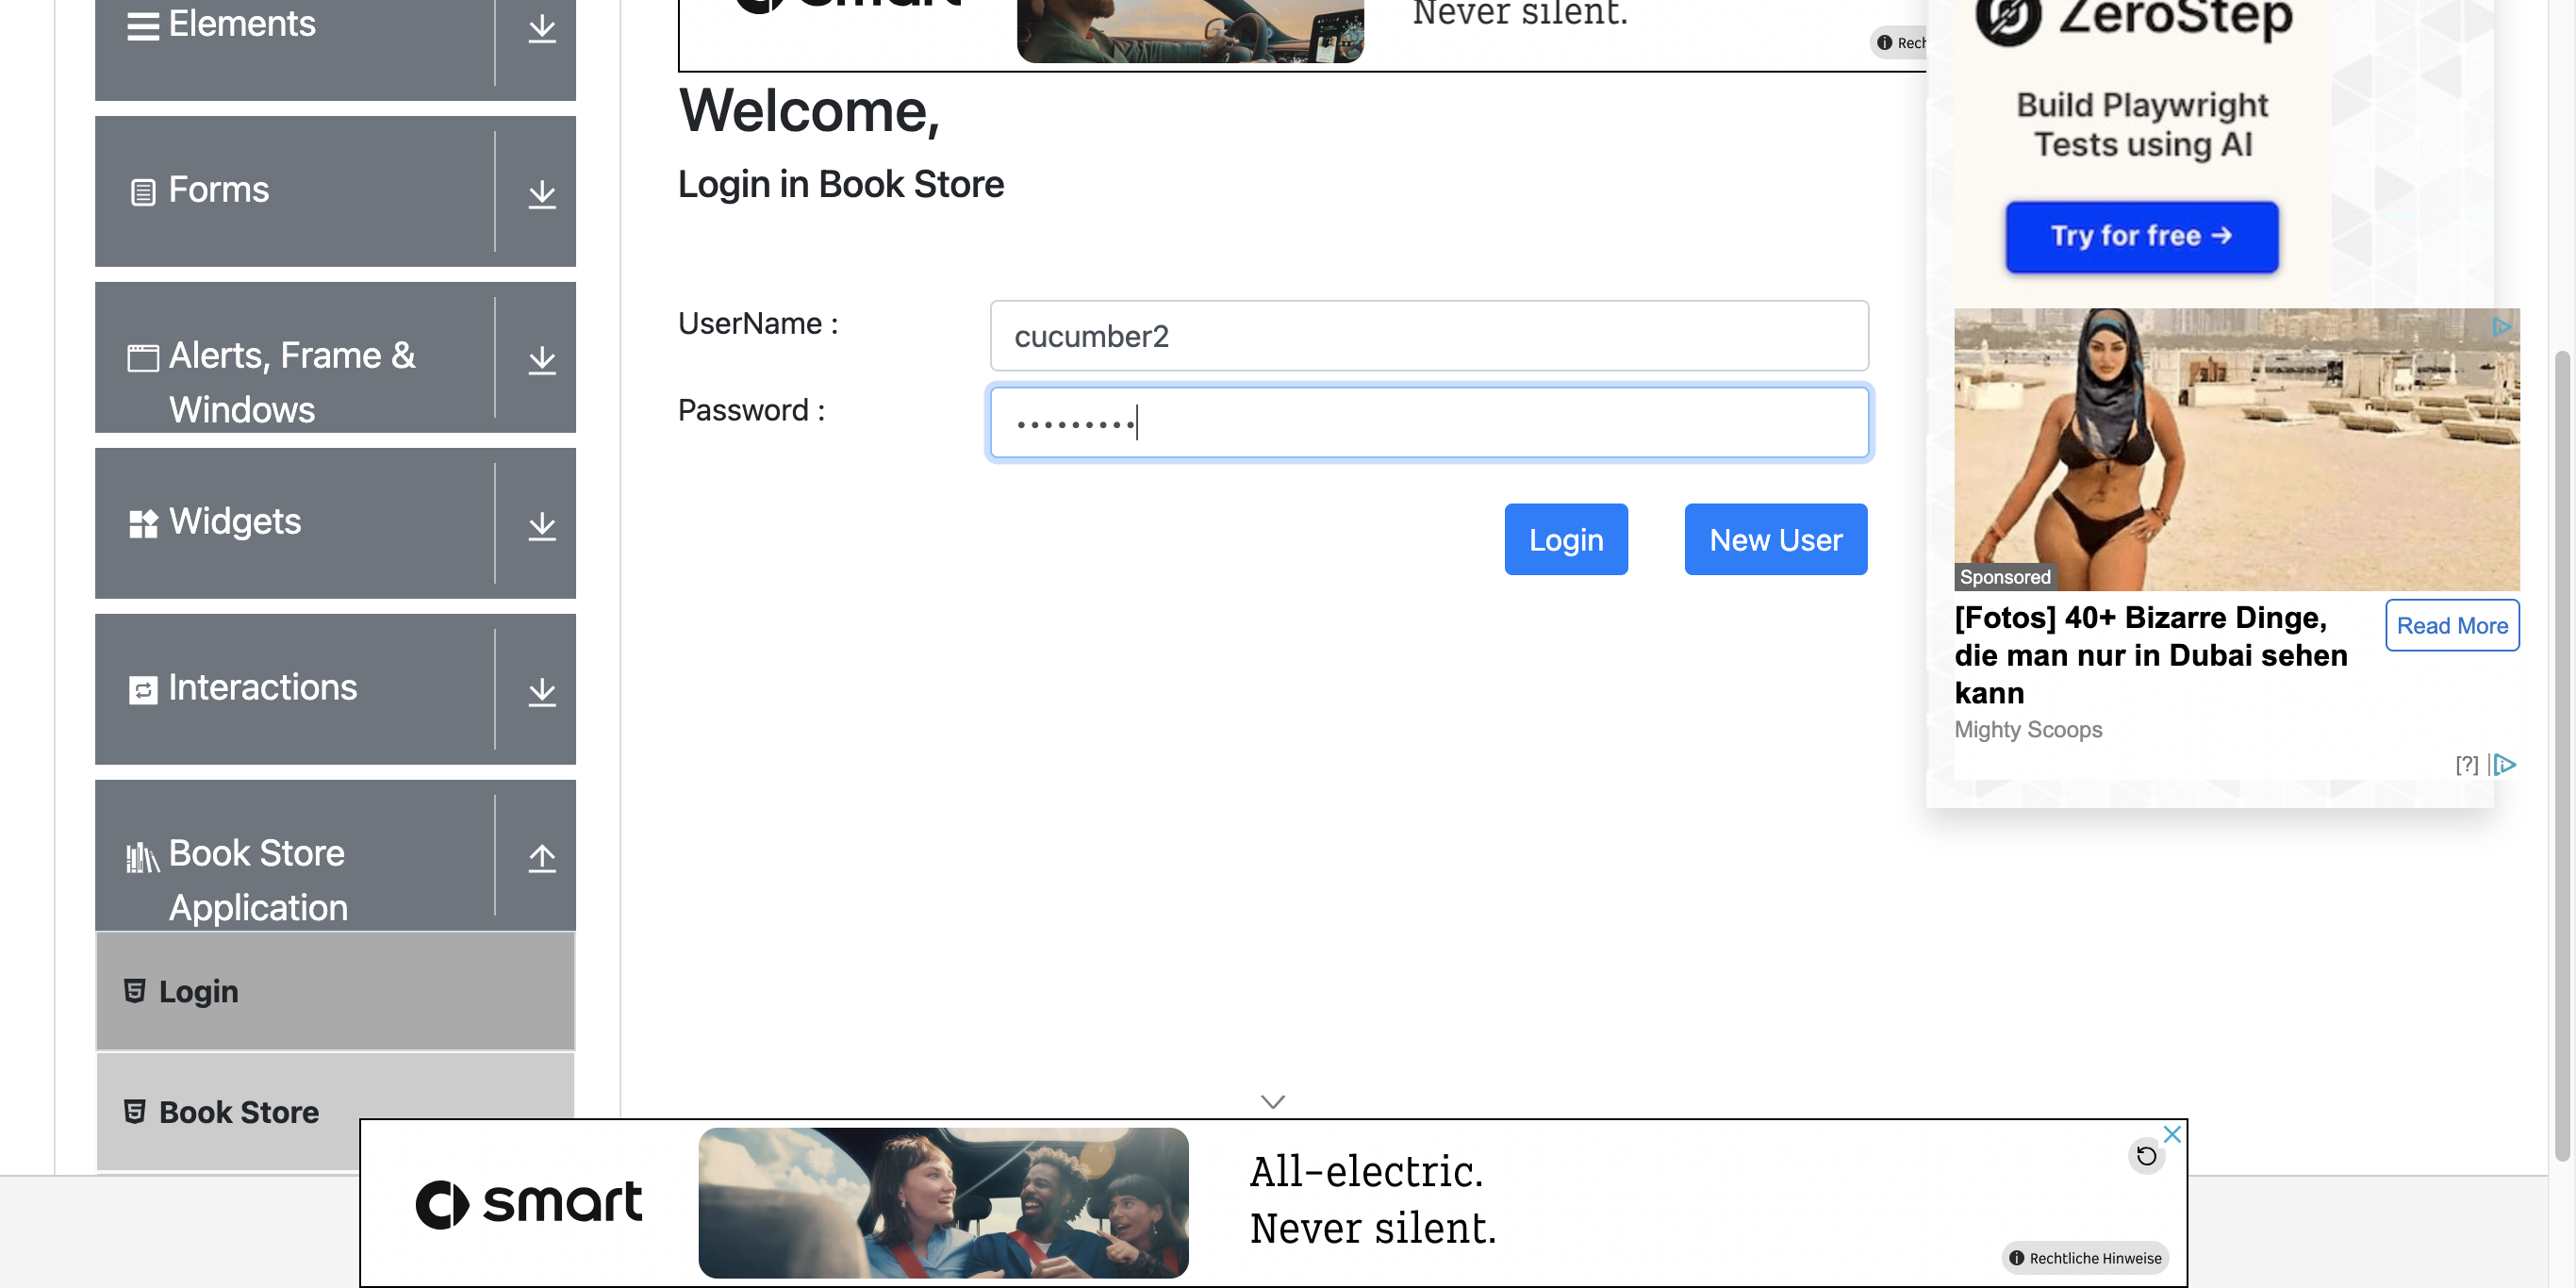 Elements
Forms
Alerts, Frame &
Windows
Widgets
Interactions
Book Store
Application
Login
Book Store
smart
Never silent.
Rech
Welcome,
Login in Book Store
UserName :
cucumber2
Password :
Login
New User
ZeroStep
Build Playwright
Tests using AI
Try for free →
Sponsored
[Fotos] 40+ Bizarre Dinge,
die man nur in Dubai sehen
kann
Read More
Mighty Scoops
[?]
smart
All-electric.
Never silent.
Rechtliche Hinweise